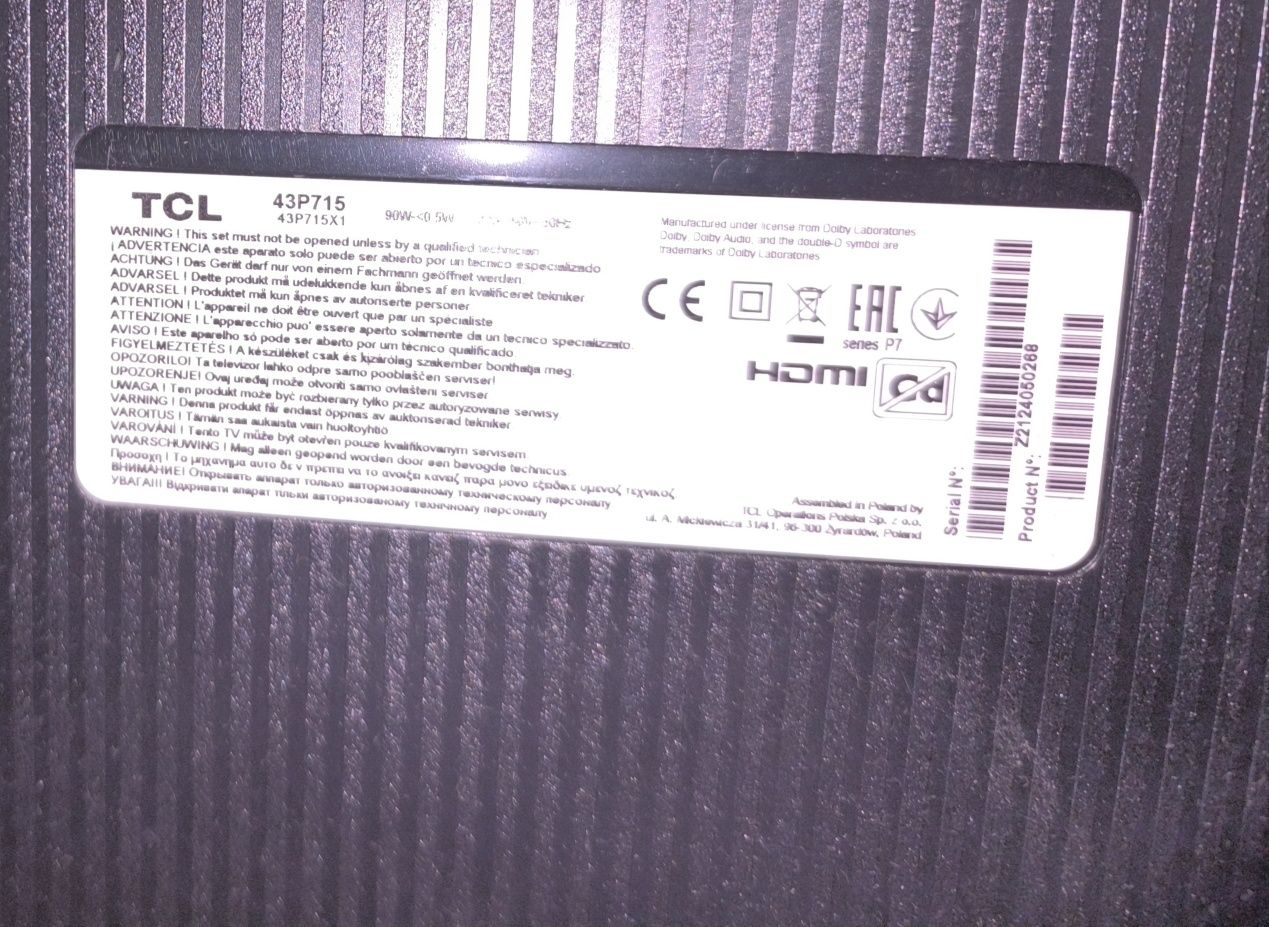 TCL
43P715
43P715X1
90W-<0.5W
WARNING ! This set must not be opened unless by a qualified technician
¡ ADVERTENCIA este aparato solo puede ser abierto por un tecnico especializado
ACHTUNG ! Das Gerät darf nur von einem Fachmann geöffnet werden.
ADVARSEL ! Dette produkt må udelukkende kun åbnes af en kvalificeret tekniker
ADVARSEL ! Produktet må kun åpnes av autoriserte personer
ATTENTION ! L'appareil ne doit être ouvert que par un spécialiste
ATTENZIONE ! L'apparecchio puo' essere aperto solamente da un tecnico specializzato.
AVISO ! Este aparelho só pode ser aberto por um técnico qualificado
FIGYELMEZTETÉS ! A készüléket csak és kizárólag szakember bonthatja meg.
OPOZORILO! Ta televizor lahko odpre samo pooblaščen serviser!
UPOZORENJE! Ovaj uređaj može otvoriti samo ovlašteni serviser
UWAGA ! Ten produkt może być rozbierany tylko przez autoryzowane serwisy
VARNING ! Denna produkt får endast öppnas av auktoriserad tekniker
VAROITUS ! Tämän saa aukaista vain huoltoyhtiö
VAROVÁNÍ ! Tento TV může být otevřen pouze kvalifikovaným servisem
WAARSCHUWING ! Mag alleen geopend worden door een bevoegde technicus
Προσοχη ! Το μηχανημα αυτο δε ν πρεπει να το ανοιξει κανας παρα μονο
ВНИМАНИЕ! Открывать аппарат только авторизованному техническому персоналу
УВАГА!!! Відкривати апарат тільки авторизованому технічному персоналу
Manufactured under license from Dolby Laboratories
Dolby, Dolby Audio, and the double-D symbol are
trademarks of Dolby Laboratories
CE
EAC
series P7
HDMI
Assembled in Poland by
TCL Operations Polska Sp. z o.o.
ul. A. Mickiewicza 31/41, 96-300 Żyrardów, Poland
Serial Nº:
Z2124050268
Product Nº: